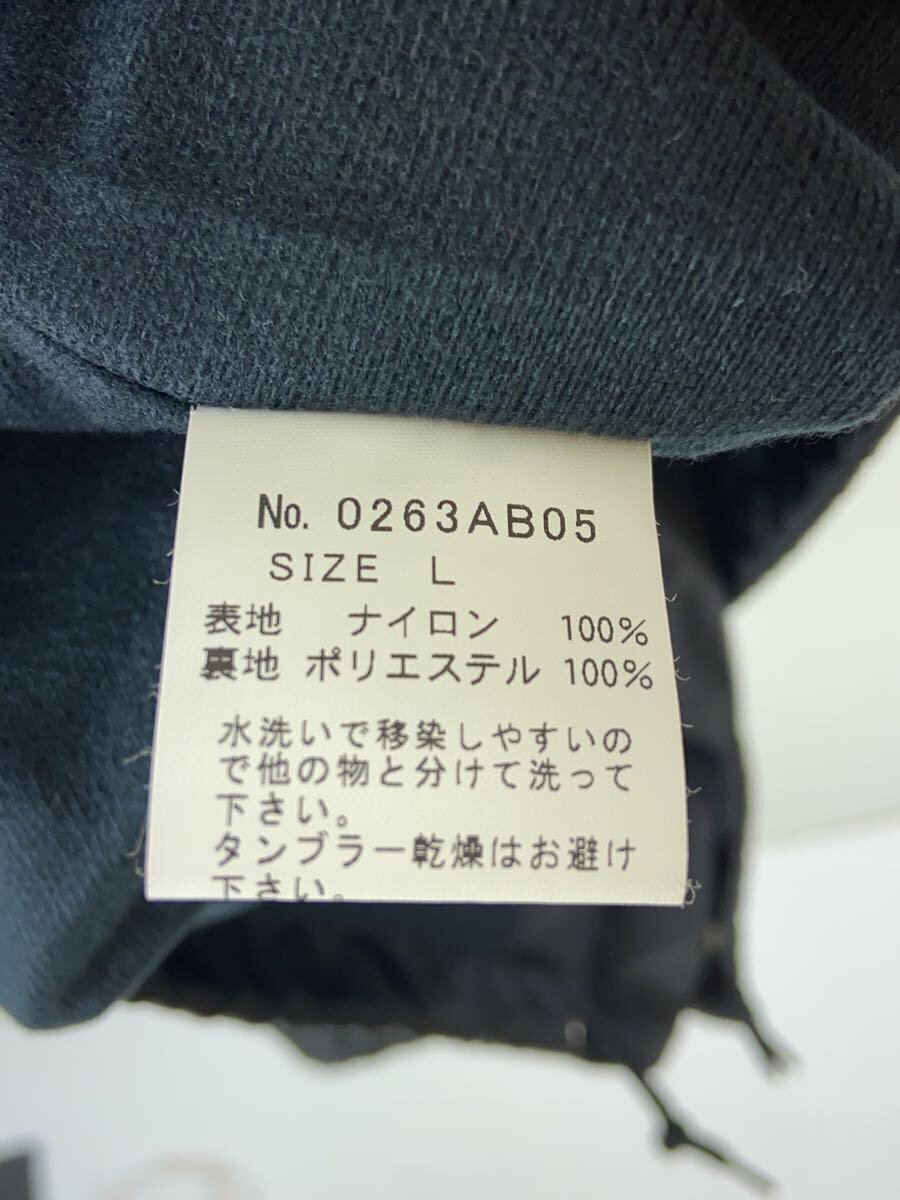 No. 0263AB05
SIZE L
表地 ナイロン 100%
裏地 ポリエステル 100%
水洗いで移染しやすいの
で他の物と分けて洗って
下さい。
タンブラー乾燥はお避け
下さい。